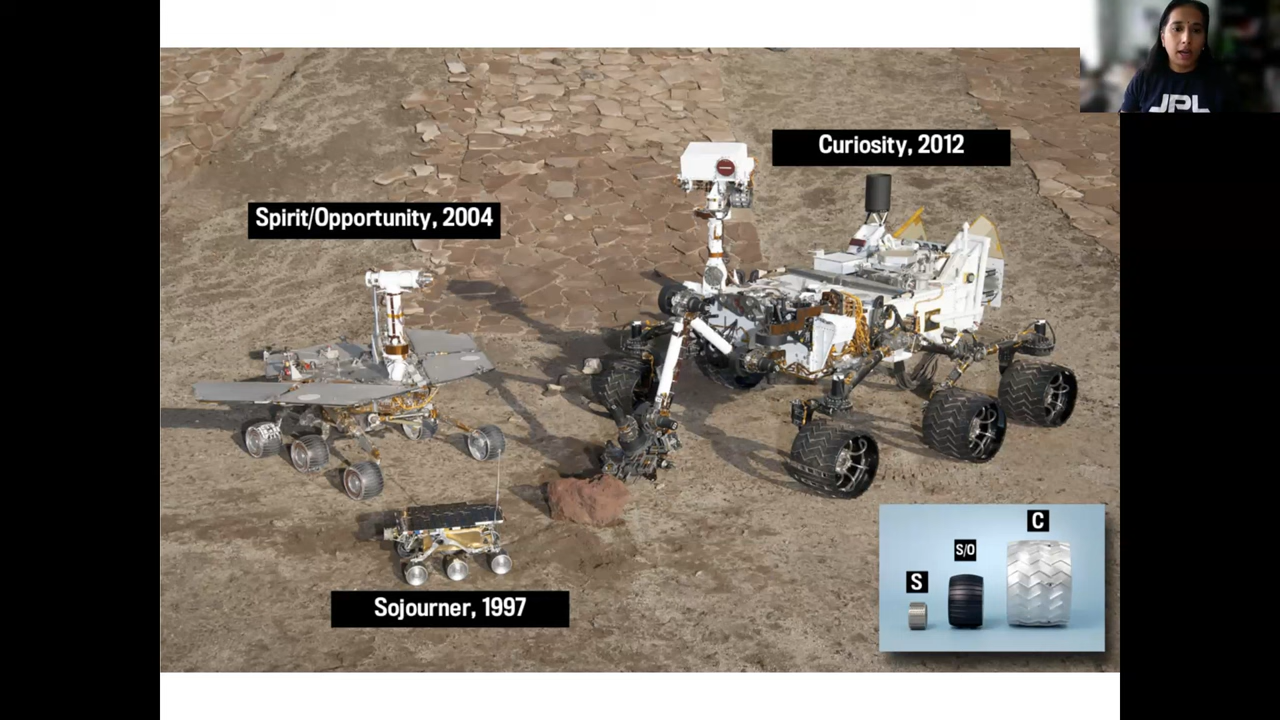 JPL
Curiosity, 2012
Spirit/Opportunity, 2004
Sojourner, 1997
C
S/O
S